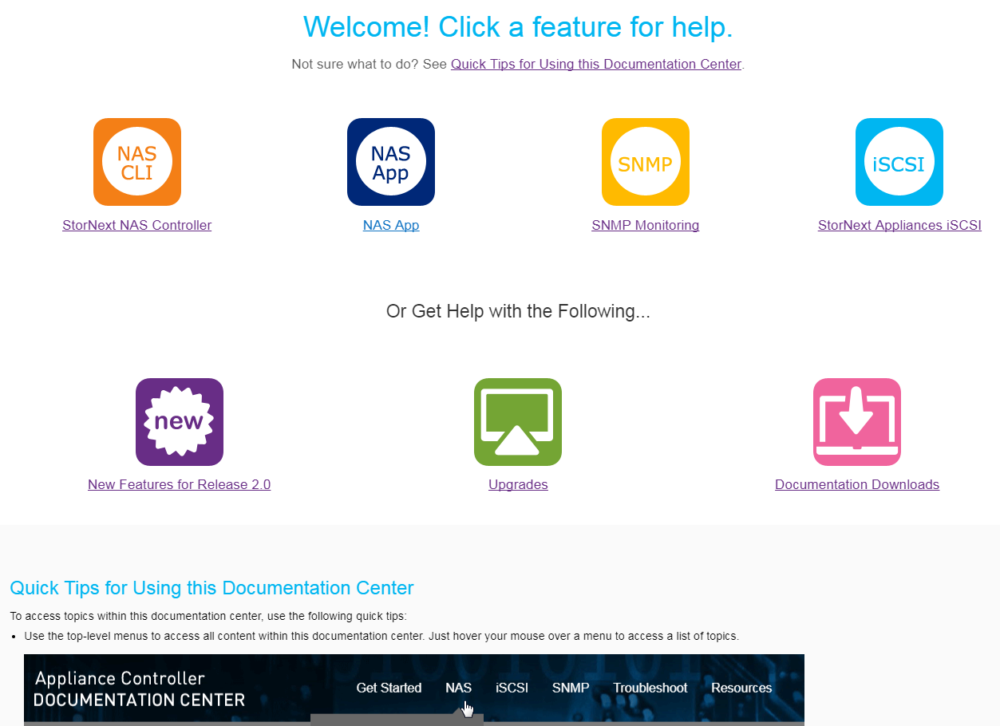 Welcome! Click a feature for help.
Not sure what to do? See Quick Tips for Using this Documentation Center.
NAS
CLI
NAS
App
SNMP
iSCSI
StorNext NAS Controller
NAS App
SNMP Monitoring
StorNext Appliances iSCSI
Or Get Help with the Following...
new
New Features for Release 2.0
Upgrades
Documentation Downloads
Quick Tips for Using this Documentation Center
To access topics within this documentation center, use the following quick tips:
• Use the top-level menus to access all content within this documentation center. Just hover your mouse over a menu to access a list of topics.
Appliance Controller
DOCUMENTATION CENTER
Get Started NAS iSCSI SNMP Troubleshoot Resources